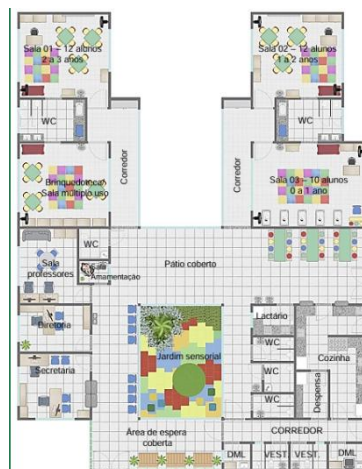 Sala 01 – 12 alunos
2 a 3 anos
Sala 02 – 12 alunos
1 a 2 anos
WC
WC
Corredor
Corredor
Brinquedoteca
Sala múltiplo uso
Sala 03 – 10 alunos
0 a 1 ano
WC
Sala
professores
Sala
Amamentação
Pátio coberto
Diretoria
Lactário
Jardim sensorial
WC
Cozinha
Secretaria
WC
Despensa
WC
Área de espera
coberta
CORREDOR
DML
VEST.
VEST.
DML